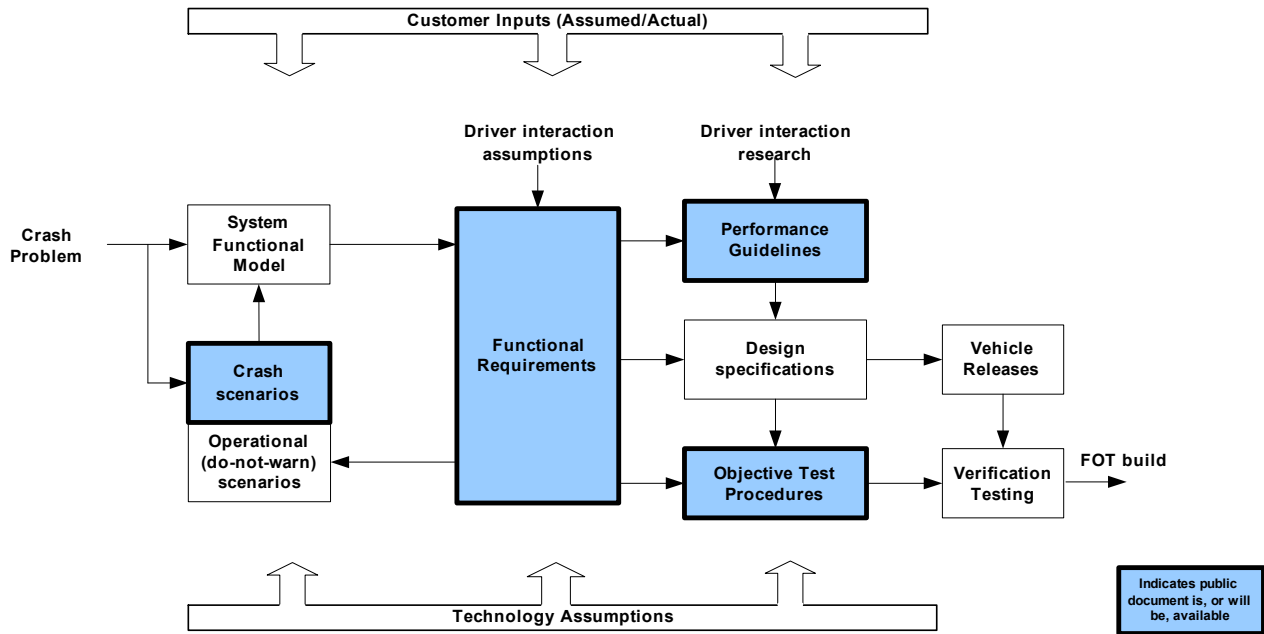 Customer Inputs (Assumed/Actual)
Driver interaction
assumptions
Driver interaction
research
Crash
Problem
System
Functional
Model
Performance
Guidelines
Functional
Requirements
Design
specifications
Vehicle
Releases
Crash
scenarios
Operational
(do-not-warn)
scenarios
Objective Test
Procedures
Verification
Testing
FOT build
Technology Assumptions
Indicates public
document is, or will
be, available